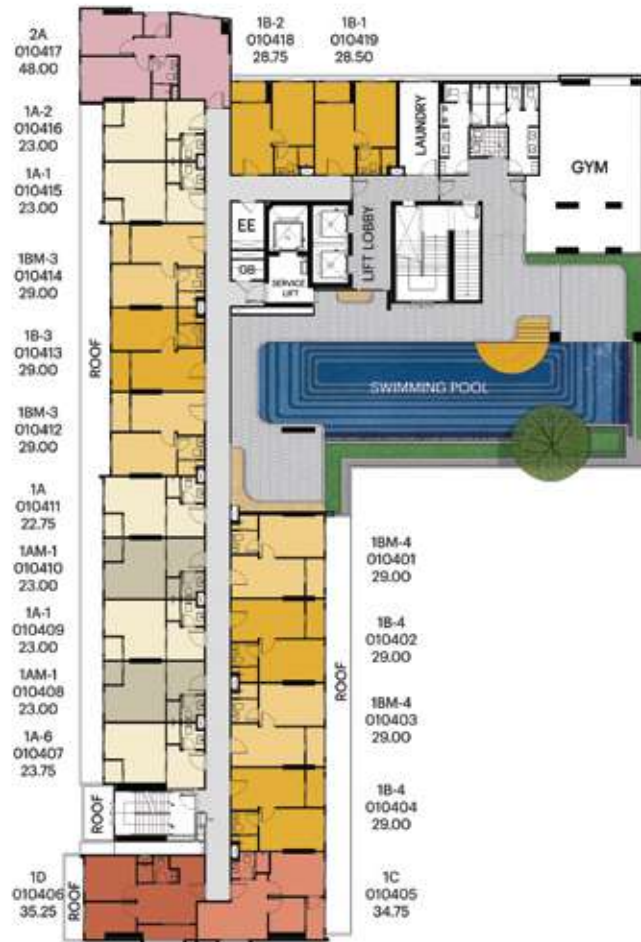 2A
010417
48.00
1B-2
010418
28.75
1B-1
010419
28.50
1A-2
010416
23.00
1A-1
010415
23.00
1BM-3
010414
29.00
1B-3
010413
29.00
1BM-3
010412
29.00
1A
010411
22.75
1AM-1
010410
23.00
1A-1
010409
23.00
1AM-1
010408
23.00
1A-6
010407
23.75
1D
010406
35.25
ROOF
ROOF
ROOF
LAUNDRY
GYM
EE
GB
SERVICE
LIFT
LIFT LOBBY
SWIMMING POOL
1BM-4
010401
29.00
1B-4
010402
29.00
1BM-4
010403
29.00
1B-4
010404
29.00
1C
010405
34.75
ROOF